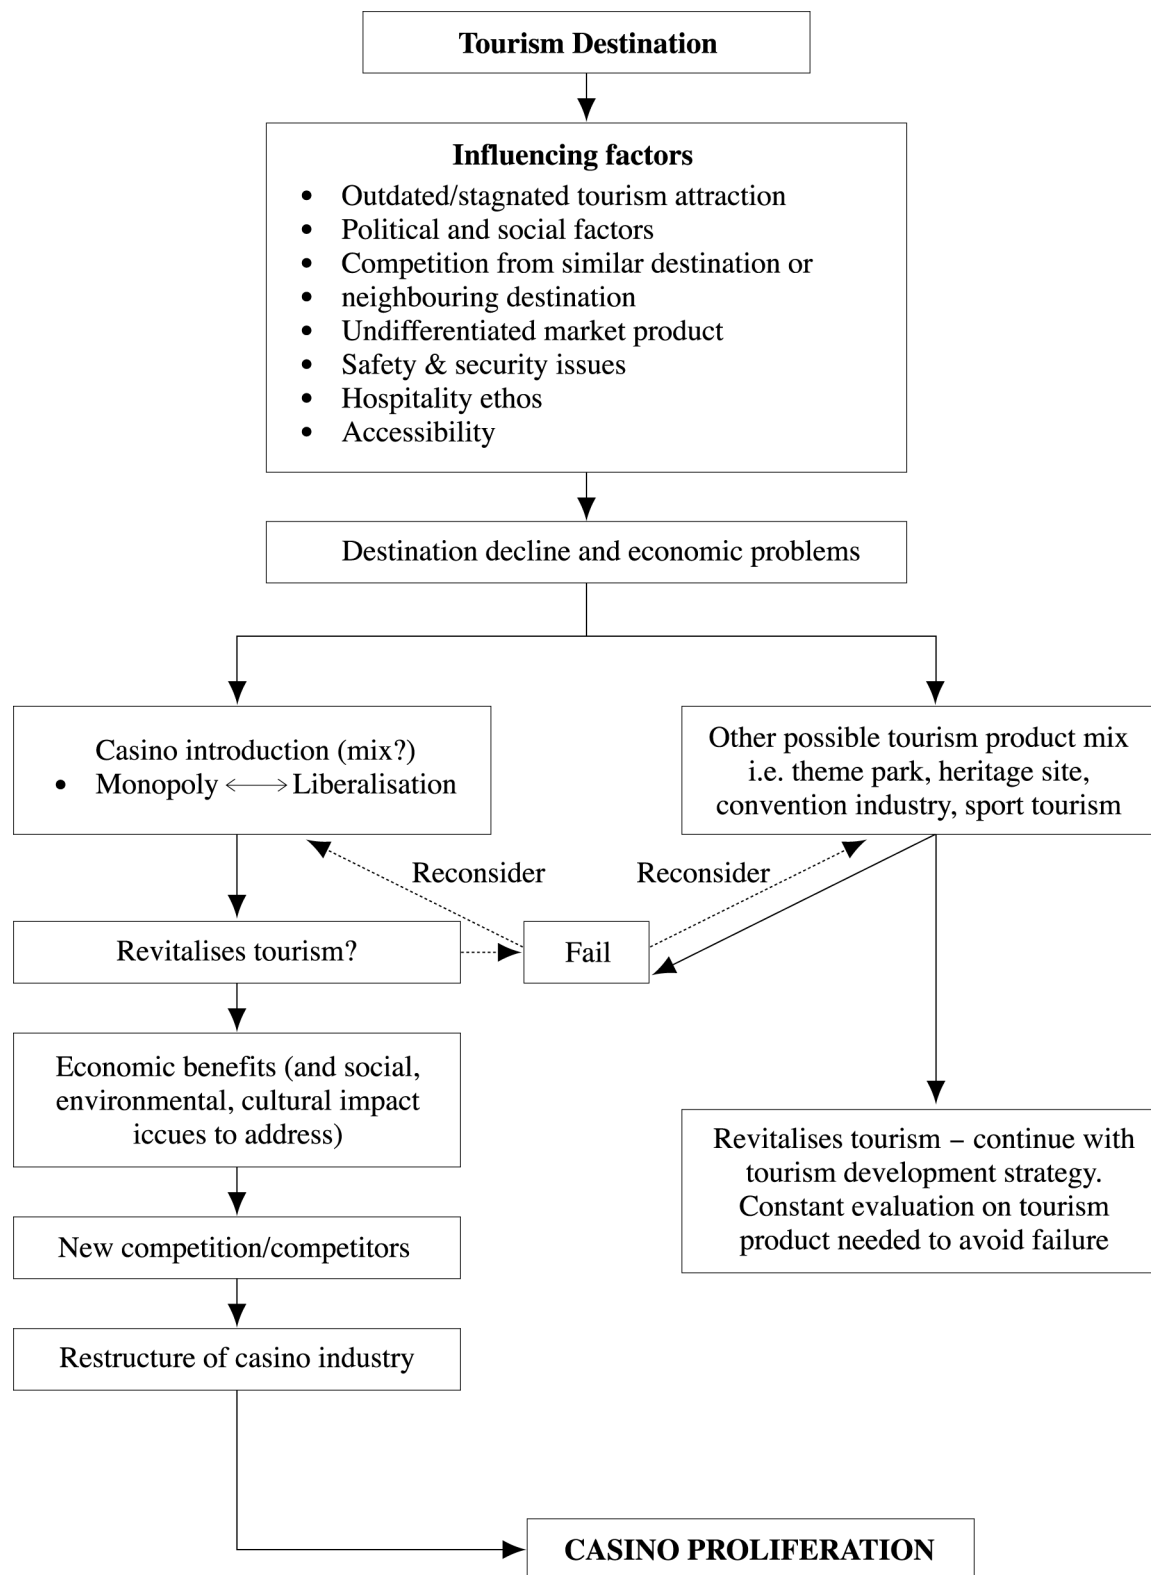 Tourism Destination
Influencing factors
• Outdated/stagnated tourism attraction
• Political and social factors
• Competition from similar destination or
• neighbouring destination
• Undifferentiated market product
• Safety & security issues
• Hospitality ethos
• Accessibility
Destination decline and economic problems
Casino introduction (mix?)
• Monopoly ⟷ Liberalisation
Other possible tourism product mix
i.e. theme park, heritage site,
convention industry, sport tourism
Reconsider
Reconsider
Revitalises tourism?
Fail
Economic benefits (and social,
environmental, cultural impact
iccues to address)
Revitalises tourism – continue with
tourism development strategy.
Constant evaluation on tourism
product needed to avoid failure
New competition/competitors
Restructure of casino industry
CASINO PROLIFERATION